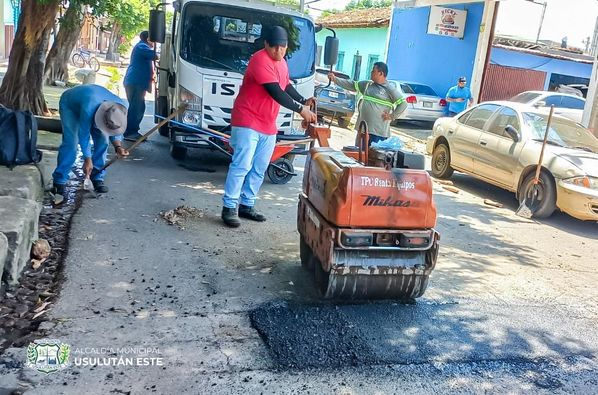 ISU
TPU Renta Equipos
Mikasa
ALCALDÍA MUNICIPAL
USULUTÁN ESTE